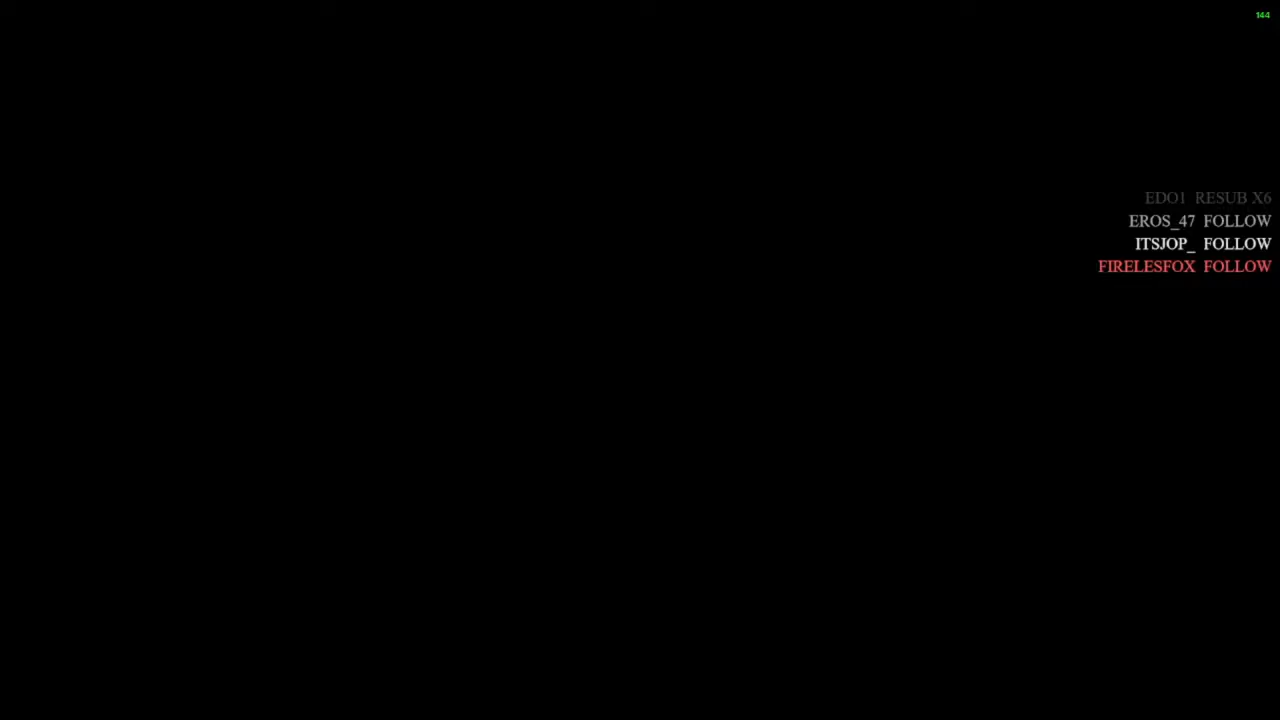 144
EDO1 RESUB X6
EROS_47 FOLLOW
ITSJOP_ FOLLOW
FIRELESFOX FOLLOW